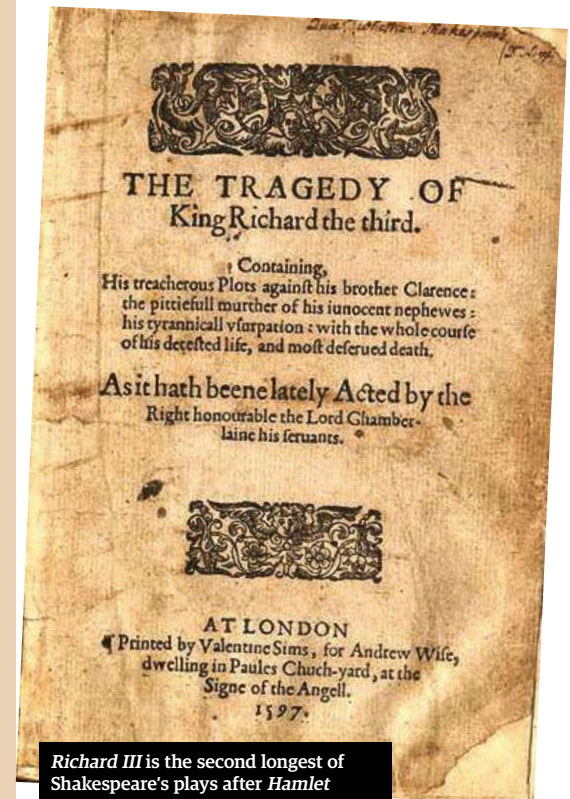 THE TRAGEDY OF
King Richard the third.
Containing,
His treacherous Plots againſt his brother Clarence:
the pittiefull murther of his iunocent nephewes:
his tyrannicall vſurpation: with the whole courſe
of his deteſted life, and moſt deſerued death.
As it hath beene lately Acted by the
Right honourable the Lord Chamber-
laine his ſeruants.
AT LONDON
¶ Printed by Valentine Sims, for Andrew Wiſe,
dwelling in Paules Chuch-yard, at the
Signe of the Angell.
1597.
Richard III is the second longest of
Shakespeare's plays after Hamlet